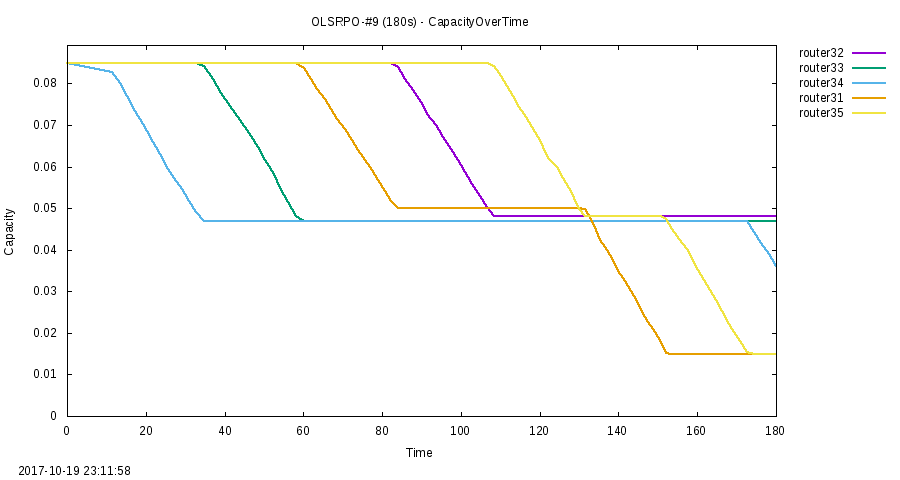 OLSRPO-#9 (180s) - CapacityOverTime
router32
router33
router34
router31
router35
0.08
0.07
0.06
0.05
0.04
0.03
0.02
0.01
0
Capacity
0 20 40 60 80 100 120 140 160 180
Time
2017-10-19 23:11:58